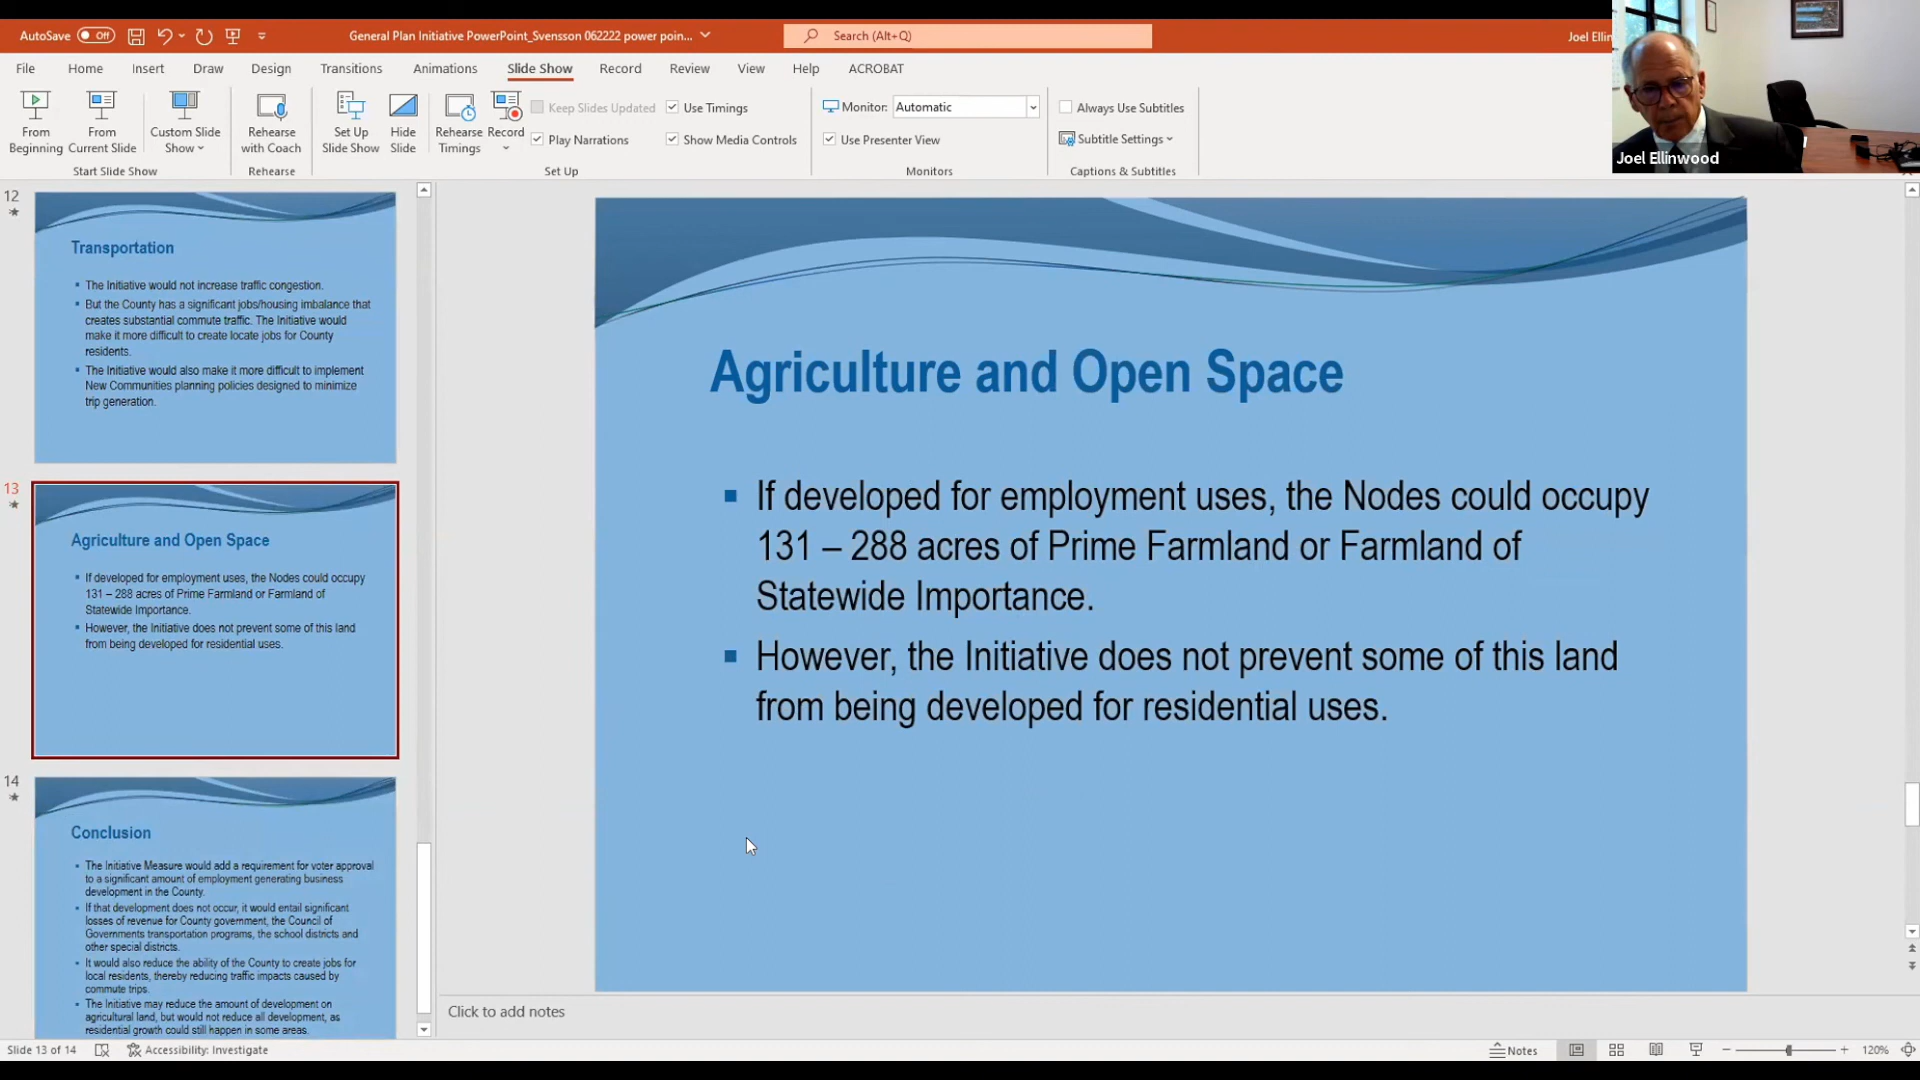 AutoSave Off
General Plan Initiative PowerPoint_Svensson 062222 power poin...
Search (Alt+Q)
Joel Ellin
File Home Insert Draw Design Transitions Animations Slide Show Record Review View Help ACROBAT
From Beginning
From Current Slide
Custom Slide Show
Start Slide Show
Rehearse with Coach
Rehearse
Set Up Slide Show
Hide Slide
Rehearse Timings
Record
Keep Slides Updated
Play Narrations
Use Timings
Show Media Controls
Set Up
Monitor: Automatic
Use Presenter View
Monitors
Always Use Subtitles
Subtitle Settings
Captions & Subtitles
Joel Ellinwood
12
Transportation
The Initiative would not increase traffic congestion.
But the County has a significant jobs/housing imbalance that
creates substantial commute traffic. The Initiative would
make it more difficult to create locate jobs for County
residents.
The Initiative would also make it more difficult to implement
New Communities planning policies designed to minimize
trip generation.
13
Agriculture and Open Space
If developed for employment uses, the Nodes could occupy
131 – 288 acres of Prime Farmland or Farmland of
Statewide Importance.
However, the Initiative does not prevent some of this land
from being developed for residential uses.
14
Conclusion
The Initiative Measure would add a requirement for voter approval
to a significant amount of employment generating business
development in the County.
If that development does not occur, it would entail significant
losses of revenue for County government, the Council of
Governments transportation programs, the school districts and
other special districts.
It would also reduce the ability of the County to create jobs for
local residents, thereby reducing traffic impacts caused by
commute trips.
The Initiative may reduce the amount of development on
agricultural land, but would not reduce all development, as
residential growth could still happen in some areas.
Agriculture and Open Space
If developed for employment uses, the Nodes could occupy
131 – 288 acres of Prime Farmland or Farmland of
Statewide Importance.
However, the Initiative does not prevent some of this land
from being developed for residential uses.
Click to add notes
Slide 13 of 14
Accessibility: Investigate
Notes
120%